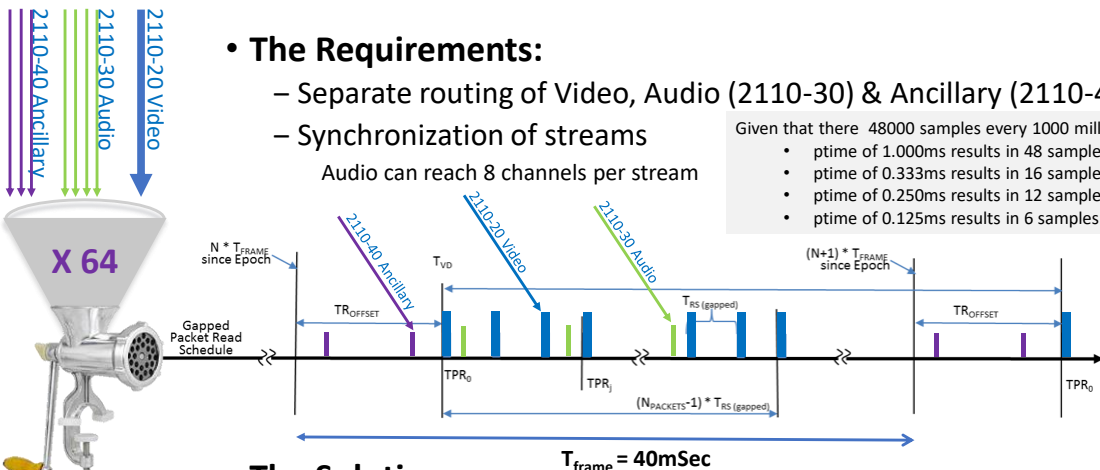 2110-40 Ancillary
2110-30 Audio
2110-20 Video
X 64
• The Requirements:
– Separate routing of Video, Audio (2110-30) & Ancillary (2110-4
– Synchronization of streams
Audio can reach 8 channels per stream
Given that there 48000 samples every 1000 mill
• ptime of 1.000ms results in 48 sample
• ptime of 0.333ms results in 16 sample
• ptime of 0.250ms results in 12 sample
• ptime of 0.125ms results in 6 samples
2110-40 Ancillary
2110-20 Video
2110-30 Audio
N * TFRAME
since Epoch
TVD
(N+1) * TFRAME
since Epoch
TROFFSET
TRS (gapped)
TROFFSET
Gapped
Packet Read
Schedule
TPR0
TPRj
TPR0
(NPACKETS-1) * TRS (gapped)
Tframe = 40mSec